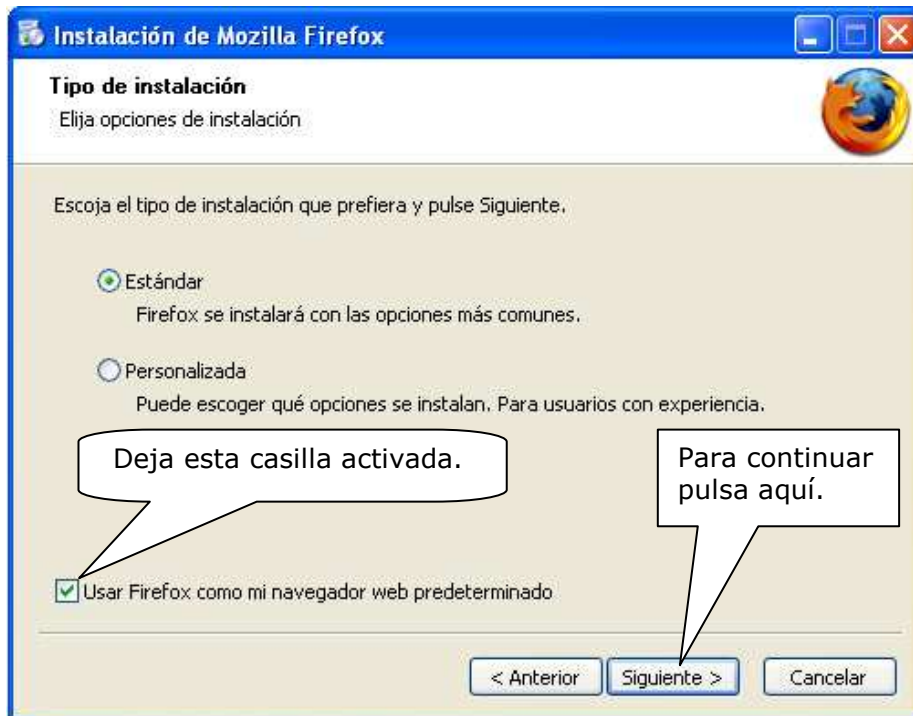 Instalación de Mozilla Firefox
Tipo de instalación
Elija opciones de instalación
Escoja el tipo de instalación que prefiera y pulse Siguiente.
Estándar
Firefox se instalará con las opciones más comunes.
Personalizada
Puede escoger qué opciones se instalan. Para usuarios con experiencia.
Deja esta casilla activada.
Para continuar
pulsa aquí.
Usar Firefox como mi navegador web predeterminado
< Anterior
Siguiente >
Cancelar